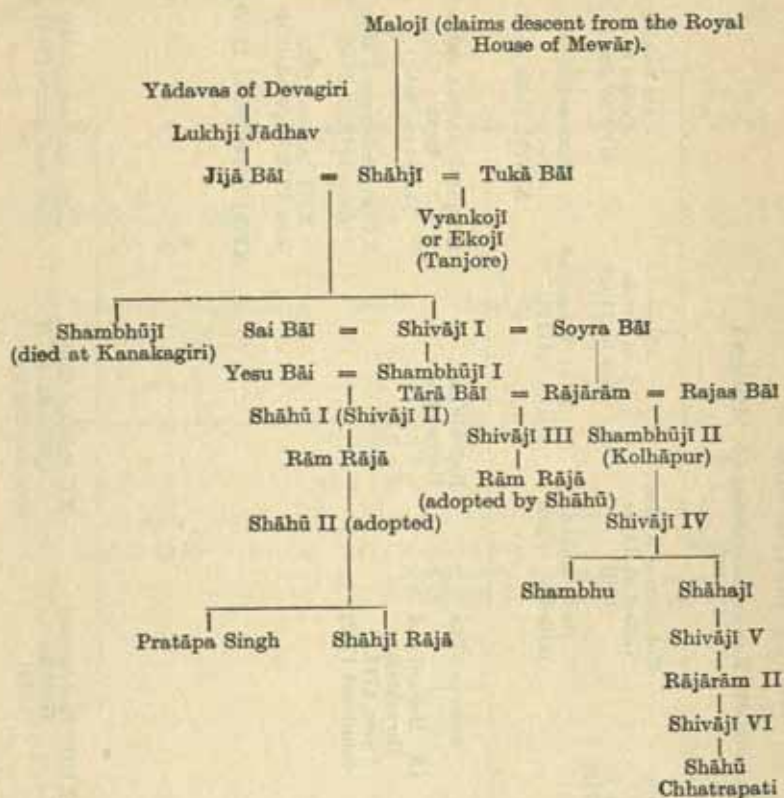 Malojī (claims descent from the Royal
House of Mewār).
Yādavas of Devagiri
Lukhji Jādhav
Jijā Bāī = Shāhjī = Tukā Bāī
Vyankojī
or Ekojī
(Tanjore)
Shambhūjī
(died at Kanakagiri)
Sai Bāī = Shivājī I = Soyra Bāī
Yesu Bāi = Shambhūjī I
Tārā Bāī = Rājārām = Rajas Bāī
Shāhū I (Shivājī II)
Shivājī III
Shambhūjī II
(Kolhāpur)
Rām Rājā
Rām Rājā
(adopted by Shāhū)
Shāhū II (adopted)
Shivājī IV
Shambhu
Shāhajī
Pratāpa Singh
Shāhjī Rājā
Shivājī V
Rājārām II
Shivājī VI
Shāhū
Chhatrapati